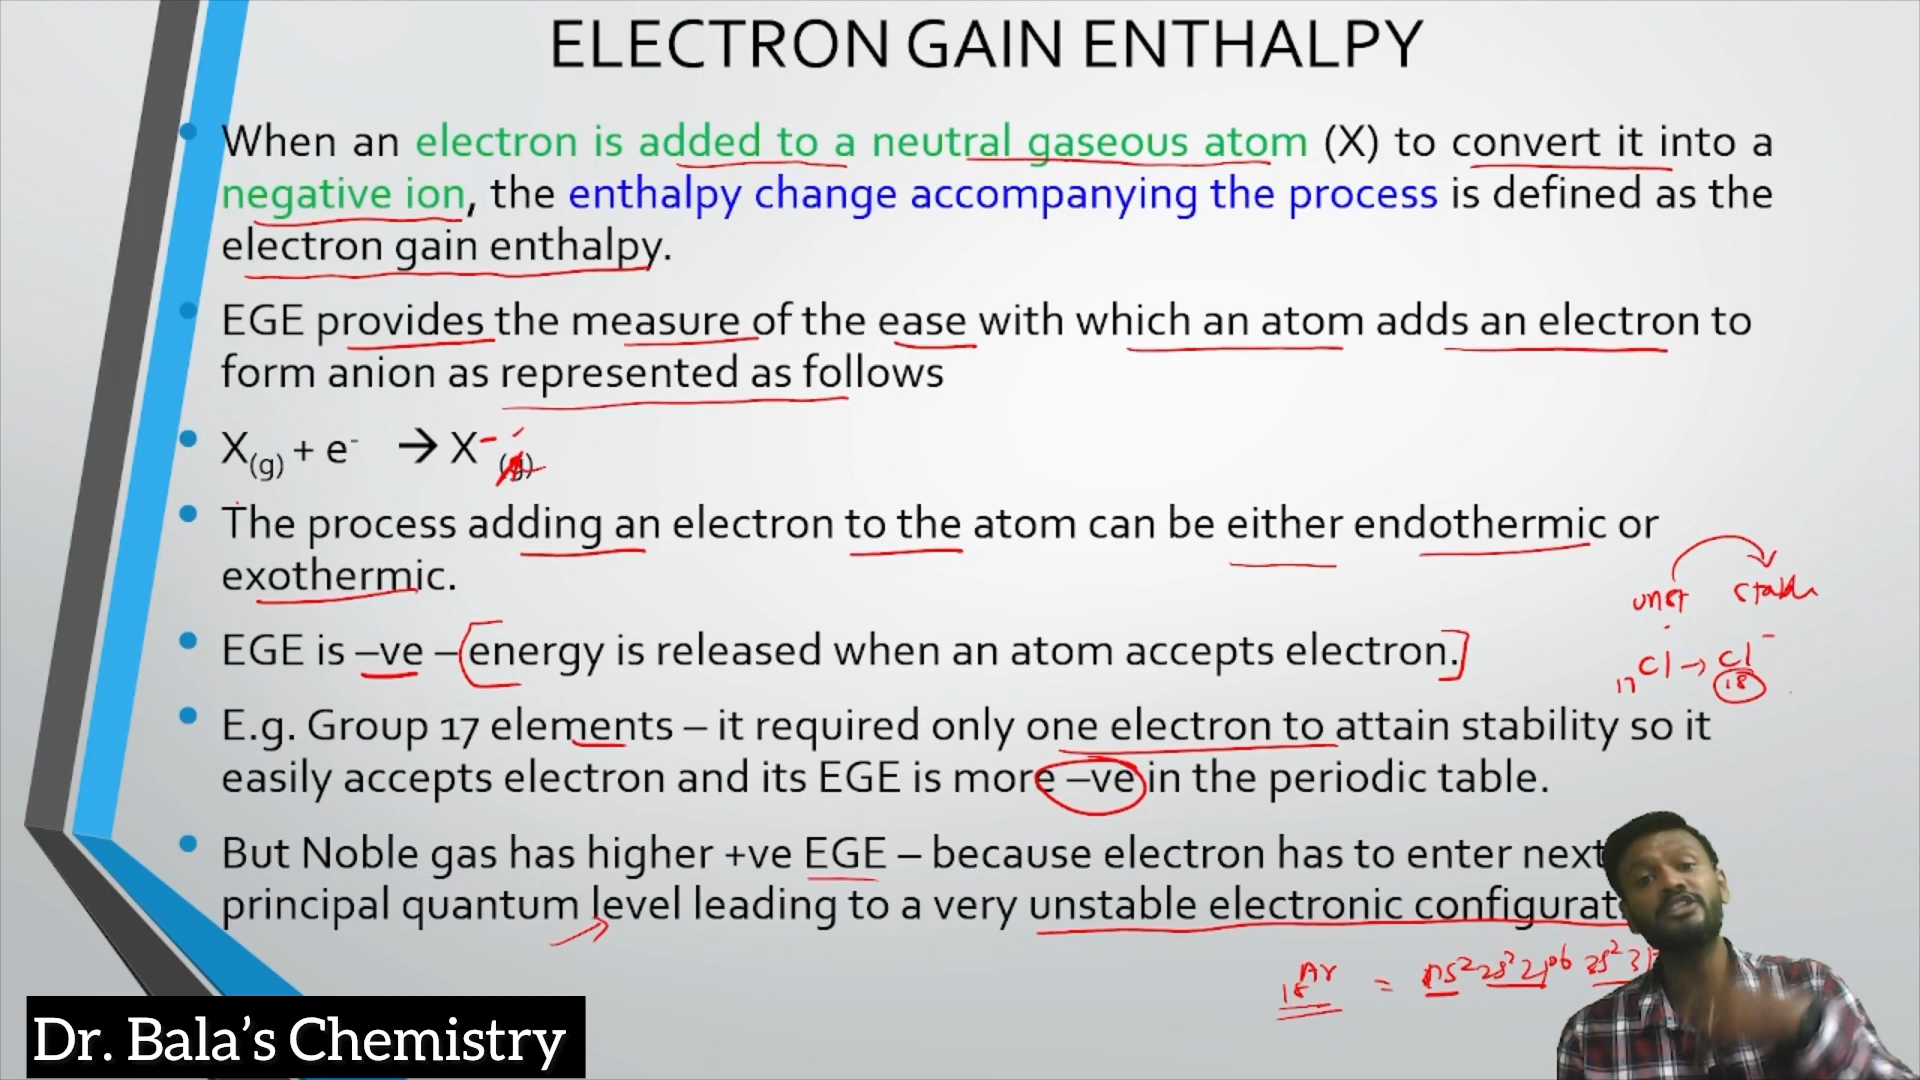 ELECTRON GAIN ENTHALPY
• When an electron is added to a neutral gaseous atom (X) to convert it into a
negative ion, the enthalpy change accompanying the process is defined as the
electron gain enthalpy.
• EGE provides the measure of the ease with which an atom adds an electron to
form anion as represented as follows
• X(g) + e⁻ → X⁻(g)
• The process adding an electron to the atom can be either endothermic or
exothermic.
unst stable
• EGE is –ve – [energy is released when an atom accepts electron.]
₁₇Cl → Cl⁻
18
• E.g. Group 17 elements – it required only one electron to attain stability so it
easily accepts electron and its EGE is more –ve in the periodic table.
• But Noble gas has higher +ve EGE – because electron has to enter next
principal quantum level leading to a very unstable electronic configurat
₁₈Ar = s² 2s² 2p⁶ 3s² 3
Dr. Bala’s Chemistry